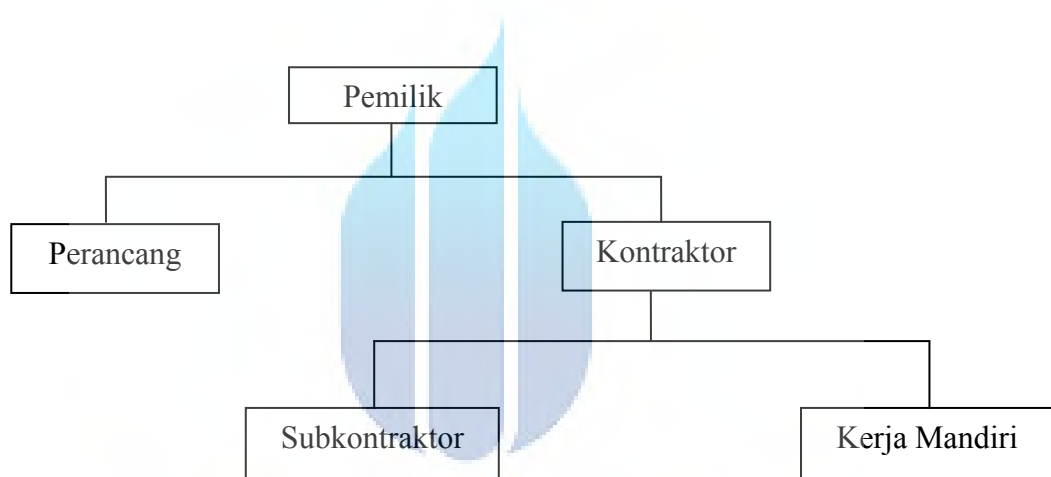 Pemilik
Perancang
Kontraktor
Subkontraktor
Kerja Mandiri